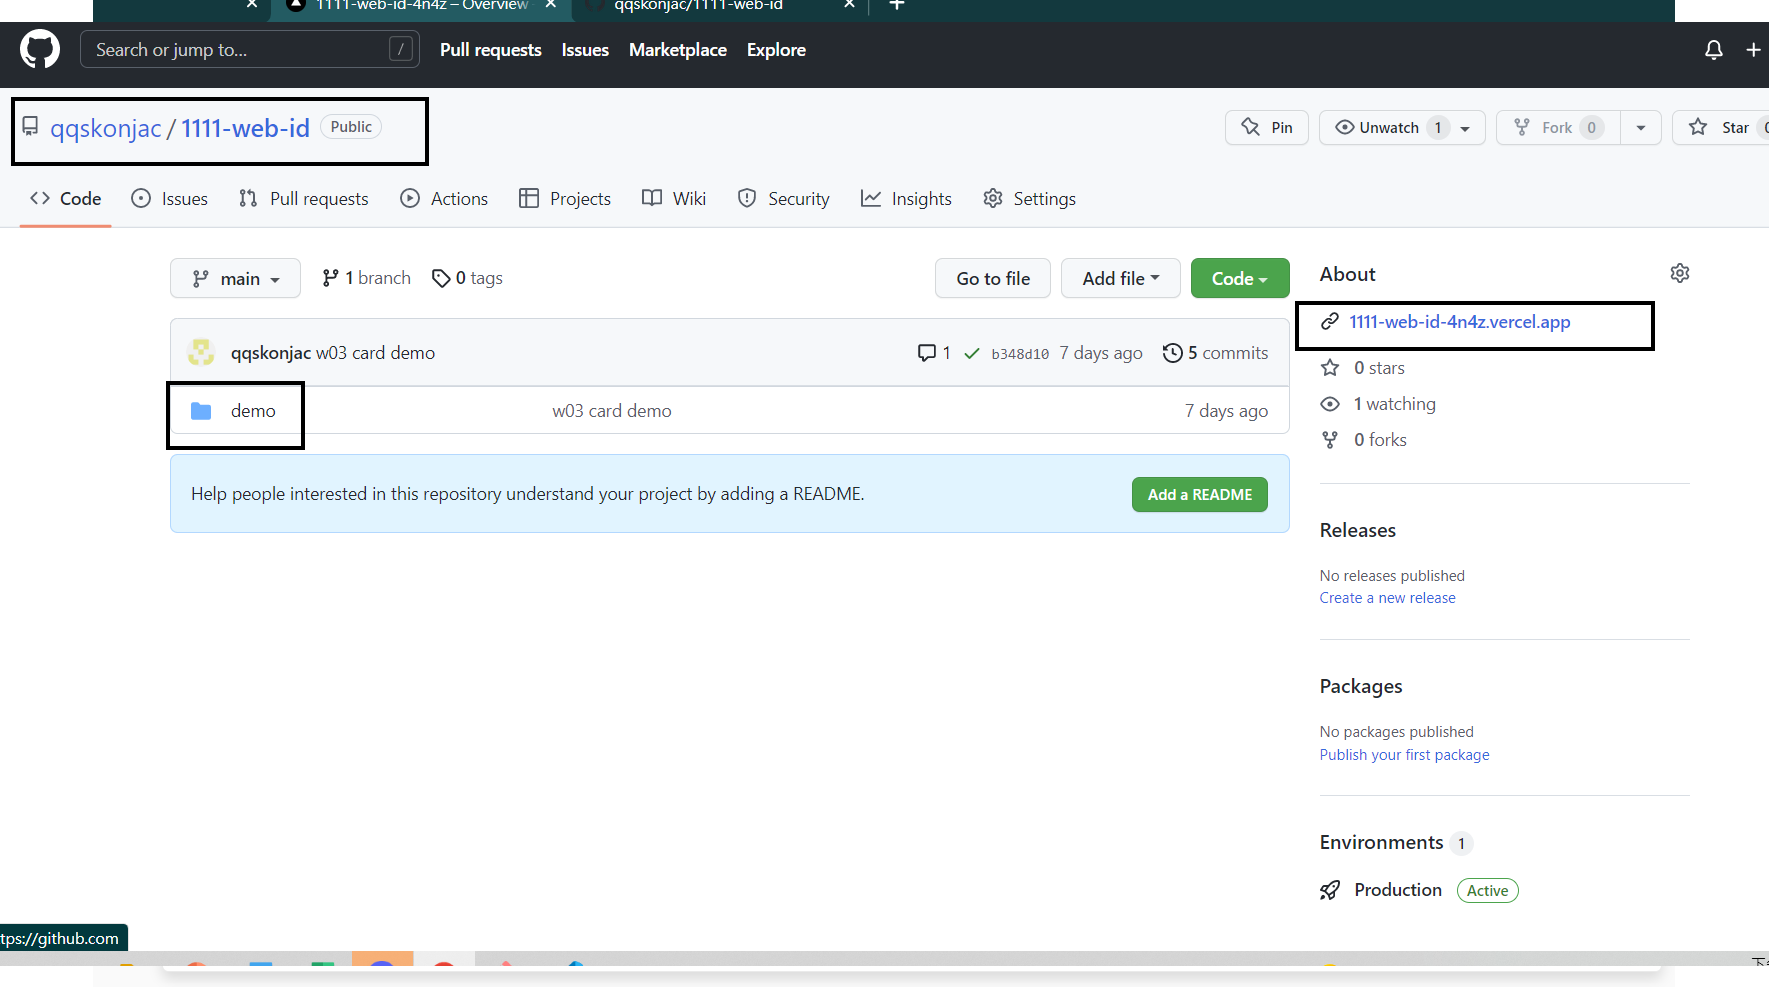 1111-web-id-4n4z – Overview
qqskonjac/1111-web-id
Search or jump to... /
Pull requests Issues Marketplace Explore
qqskonjac / 1111-web-id Public
Pin Unwatch 1 Fork 0 Star 0
Code Issues Pull requests Actions Projects Wiki Security Insights Settings
main 1 branch 0 tags Go to file Add file Code
qqskonjac w03 card demo 1 b348d10 7 days ago 5 commits
demo w03 card demo 7 days ago
Help people interested in this repository understand your project by adding a README. Add a README
About
1111-web-id-4n4z.vercel.app
0 stars
1 watching
0 forks
Releases
No releases published
Create a new release
Packages
No packages published
Publish your first package
Environments 1
Production Active
tps://github.com